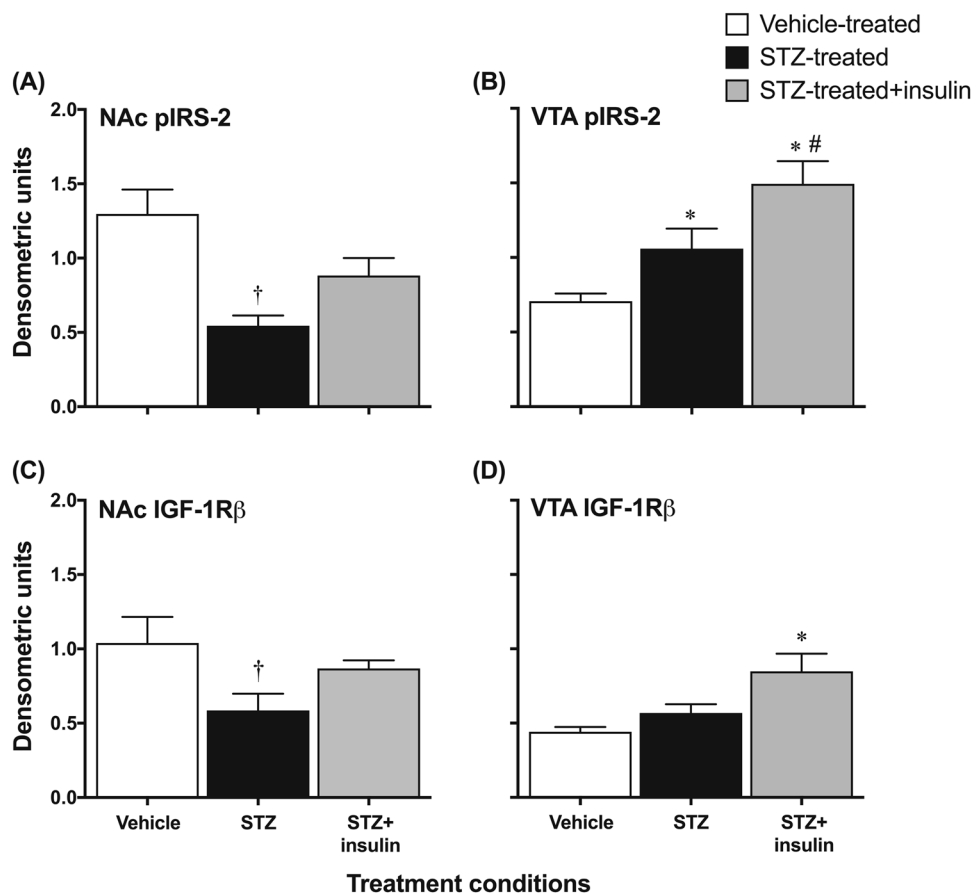 Vehicle-treated
STZ-treated
STZ-treated+insulin
(A)
NAc pIRS-2
Densometric units
2.0
1.5
1.0
0.5
0.0
†
(B)
VTA pIRS-2
*
* #
(C)
NAc IGF-1Rβ
Densometric units
2.0
1.5
1.0
0.5
0.0
†
Vehicle
STZ
STZ+
insulin
(D)
VTA IGF-1Rβ
*
Vehicle
STZ
STZ+
insulin
Treatment conditions